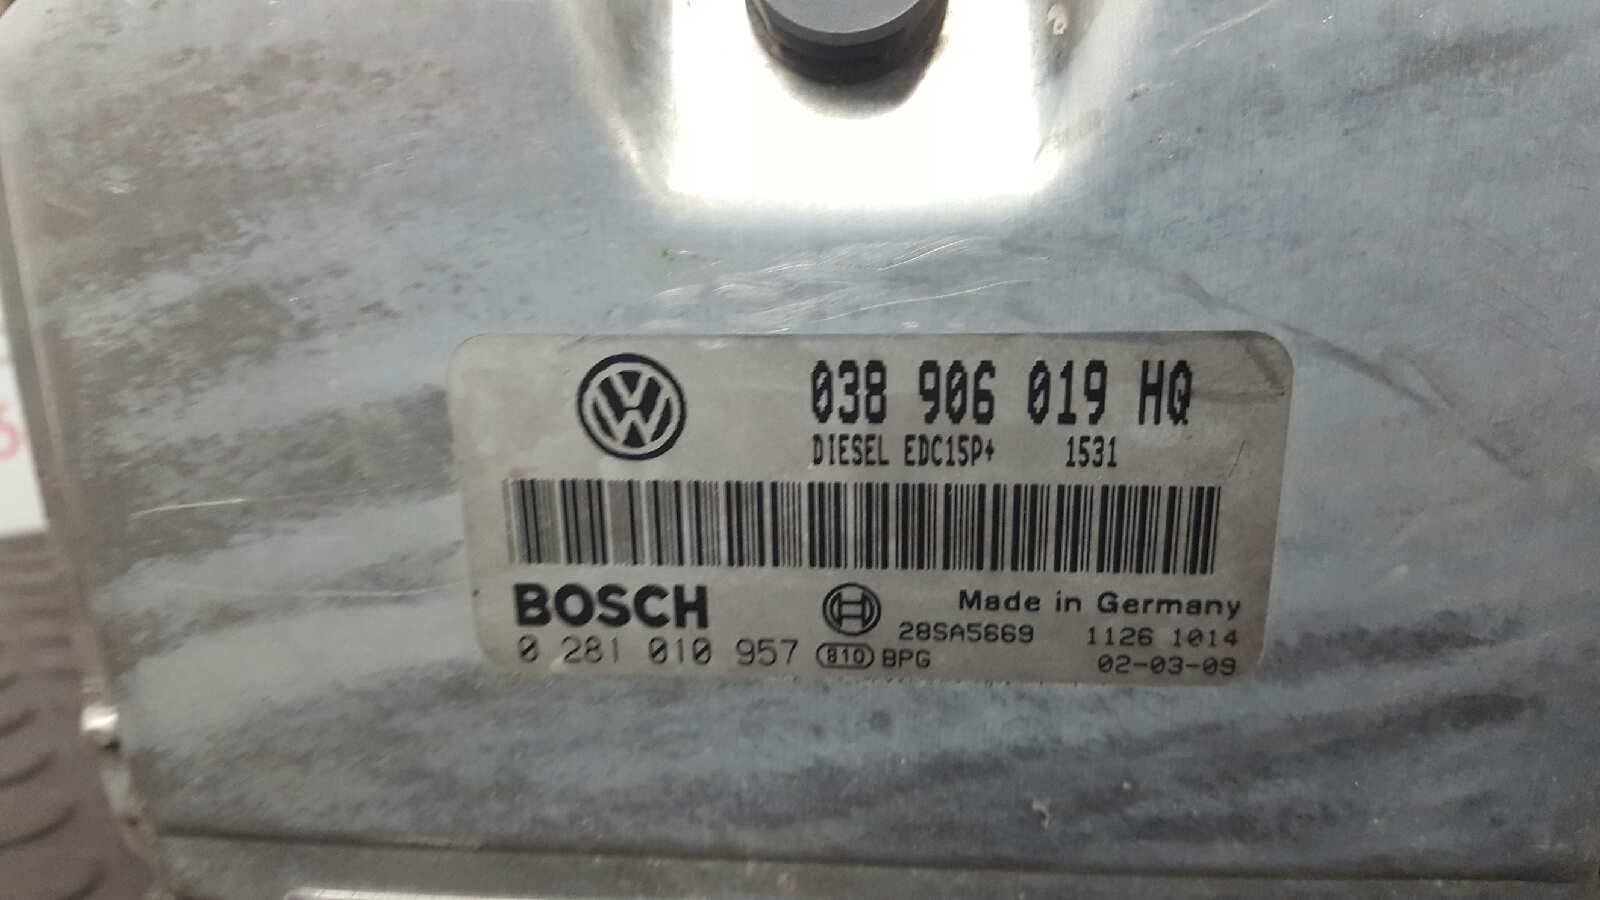 038 906 019 HQ
DIESEL EDC15P+ 1531
BOSCH
Made in Germany
28SA5669 1126 1014
0 281 010 957 810 BPG 02-03-09